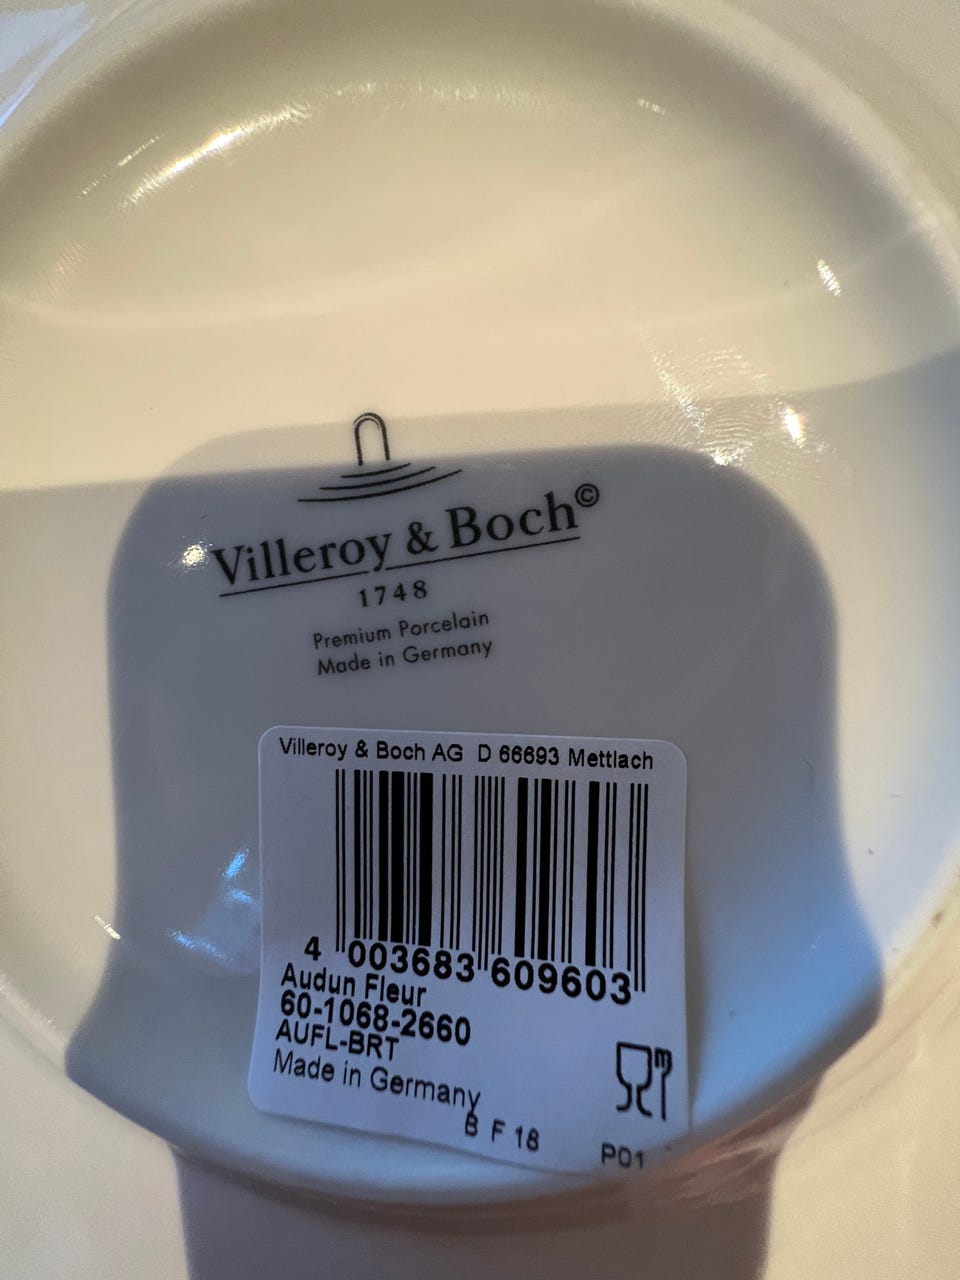 Villeroy & Boch©
1748
Premium Porcelain
Made in Germany
Villeroy & Boch AG D 66693 Mettlach
4 003683 609603
Audun Fleur
60-1068-2660
AUFL-BRT
Made in Germany
B F 18
P01